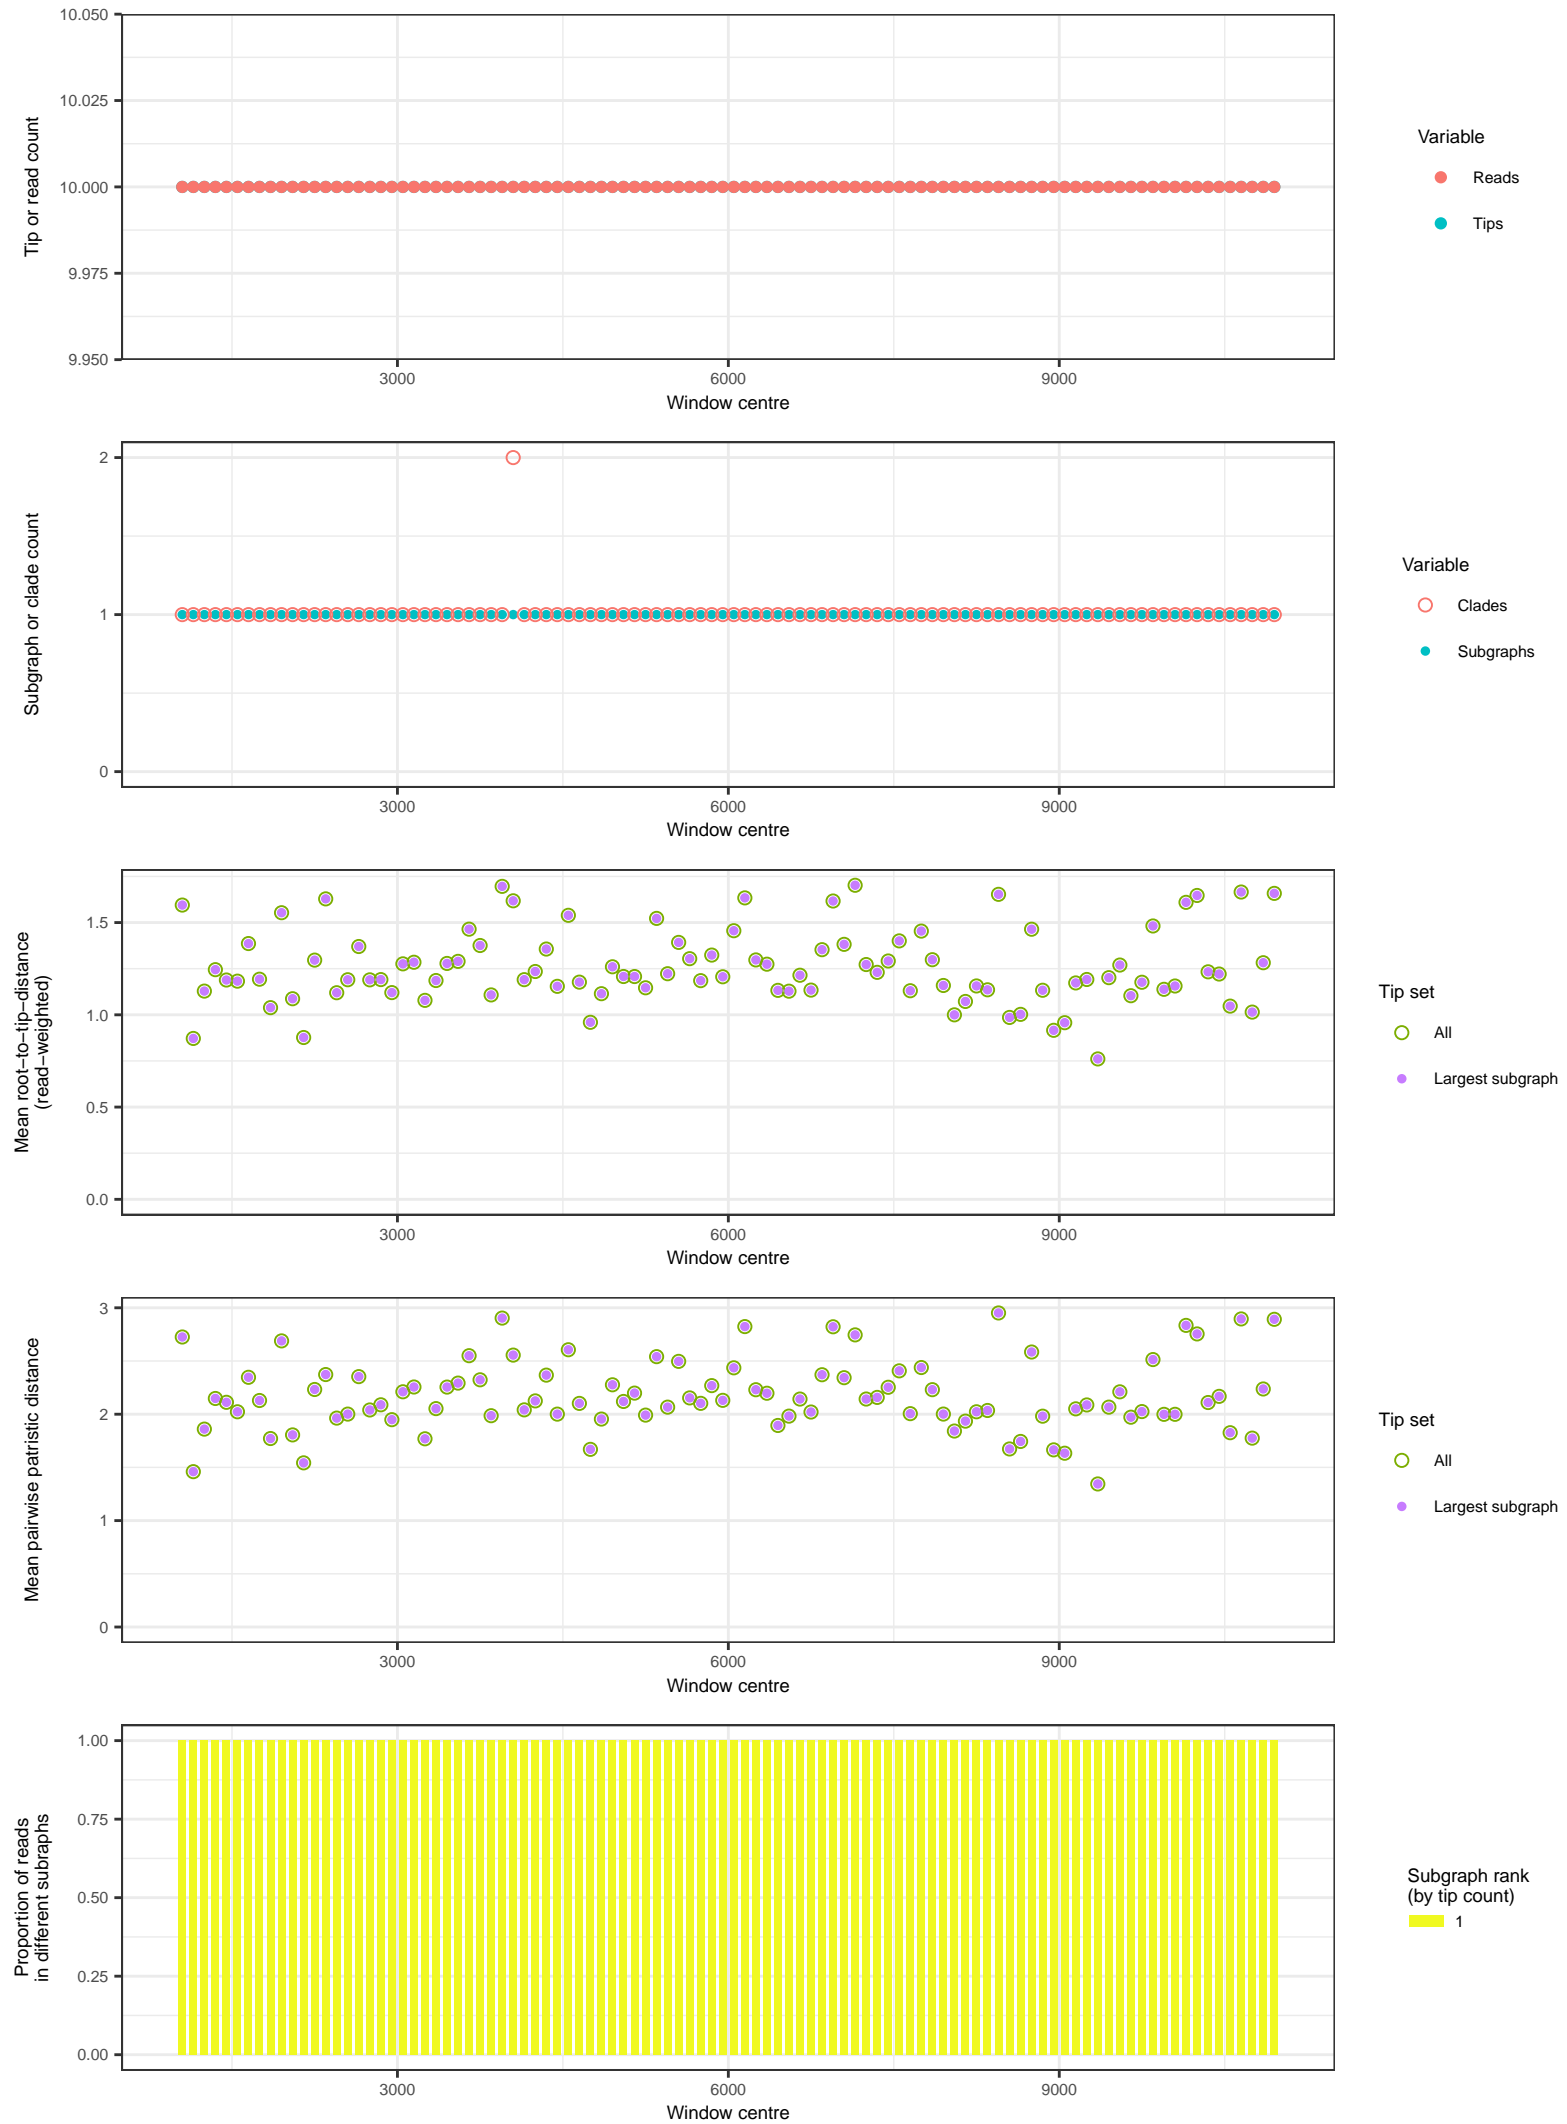 10.050
10.025
10.000
9.975
9.950
Tip or read count
3000 6000 9000
Window centre
Variable
Reads
Tips
2
1
0
Subgraph or clade count
3000 6000 9000
Window centre
Variable
Clades
Subgraphs
1.5
1.0
0.5
0.0
Mean root−to−tip−distance
(read−weighted)
3000 6000 9000
Window centre
Tip set
All
Largest subgraph
3
2
1
0
Mean pairwise patristic distance
3000 6000 9000
Window centre
Tip set
All
Largest subgraph
1.00
0.75
0.50
0.25
0.00
Proportion of reads
in different subraphs
3000 6000 9000
Window centre
Subgraph rank
(by tip count)
1